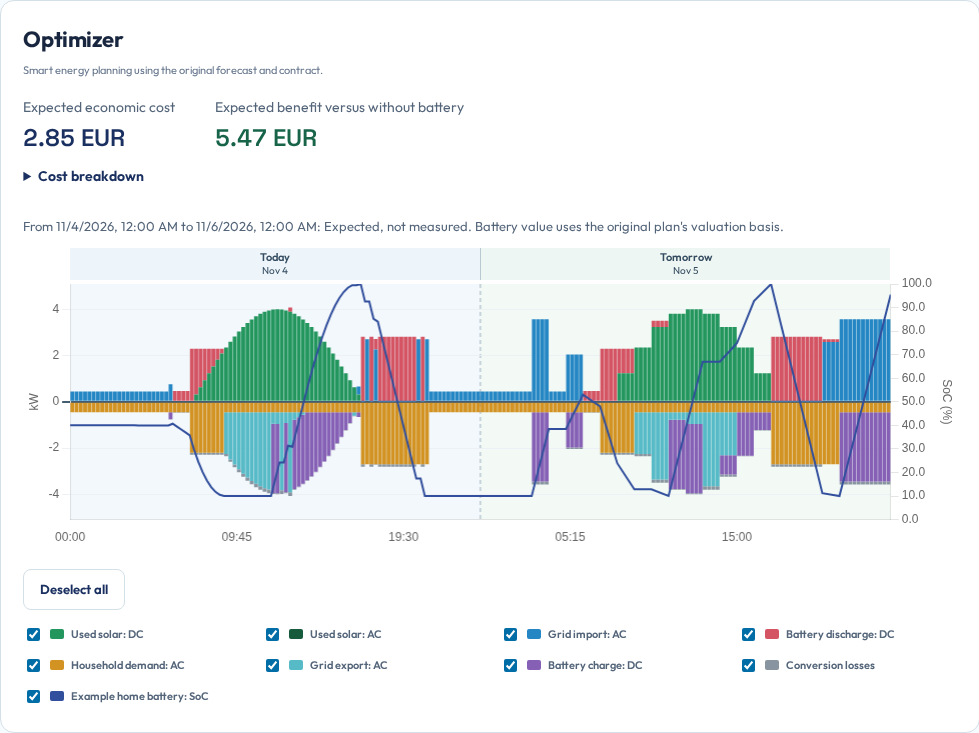 Optimizer
Smart energy planning using the original forecast and contract.
Expected economic cost
Expected benefit versus without battery
2.85 EUR
5.47 EUR
Cost breakdown
From 11/4/2026, 12:00 AM to 11/6/2026, 12:00 AM: Expected, not measured. Battery value uses the original plan's valuation basis.
Today
Nov 4
Tomorrow
Nov 5
4
2
0
-2
-4
kW
100.0
90.0
80.0
70.0
60.0
50.0
40.0
30.0
20.0
10.0
0.0
SoC (%)
00:00
09:45
19:30
05:15
15:00
Deselect all
Used solar: DC
Used solar: AC
Grid import: AC
Battery discharge: DC
Household demand: AC
Grid export: AC
Battery charge: DC
Conversion losses
Example home battery: SoC